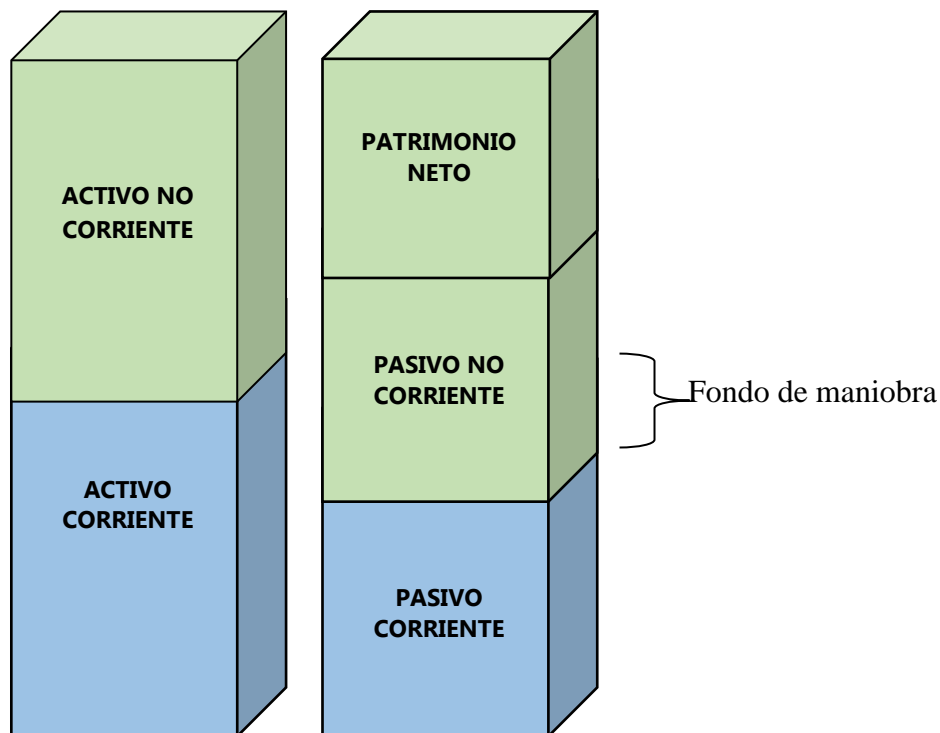 ACTIVO NO
CORRIENTE
ACTIVO
CORRIENTE
PATRIMONIO
NETO
PASIVO NO
CORRIENTE
PASIVO
CORRIENTE
Fondo de maniobra